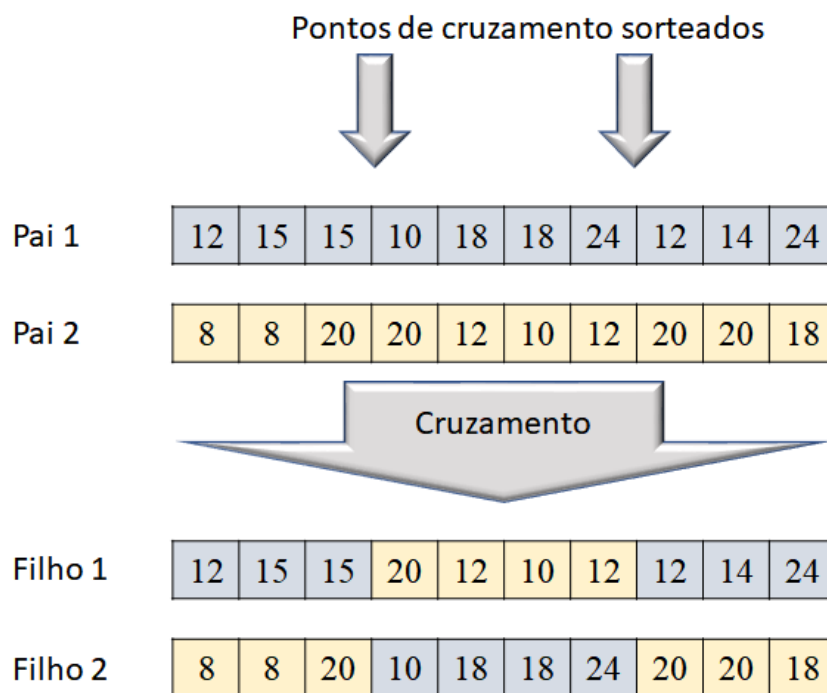 Pontos de cruzamento sorteados
Pai 1 12 15 15 10 18 18 24 12 14 24
Pai 2 8 8 20 20 12 10 12 20 20 18
Cruzamento
Filho 1 12 15 15 20 12 10 12 12 14 24
Filho 2 8 8 20 10 18 18 24 20 20 18